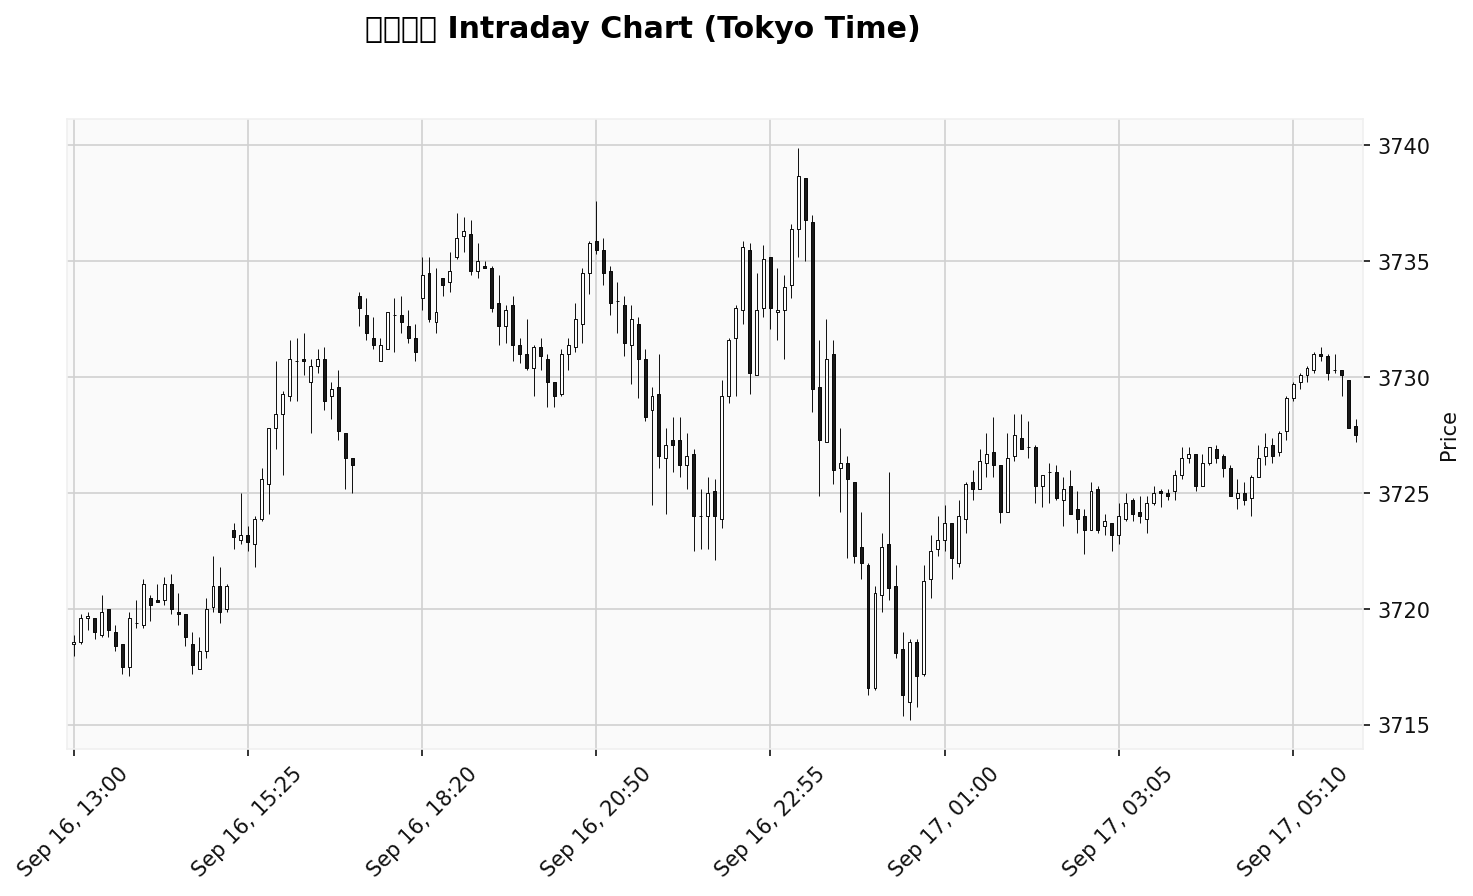 Intraday Chart (Tokyo Time)
3740
3735
3730
3725
3720
3715
Price
Sep 16, 13:00
Sep 16, 15:25
Sep 16, 18:20
Sep 16, 20:50
Sep 16, 22:55
Sep 17, 01:00
Sep 17, 03:05
Sep 17, 05:10